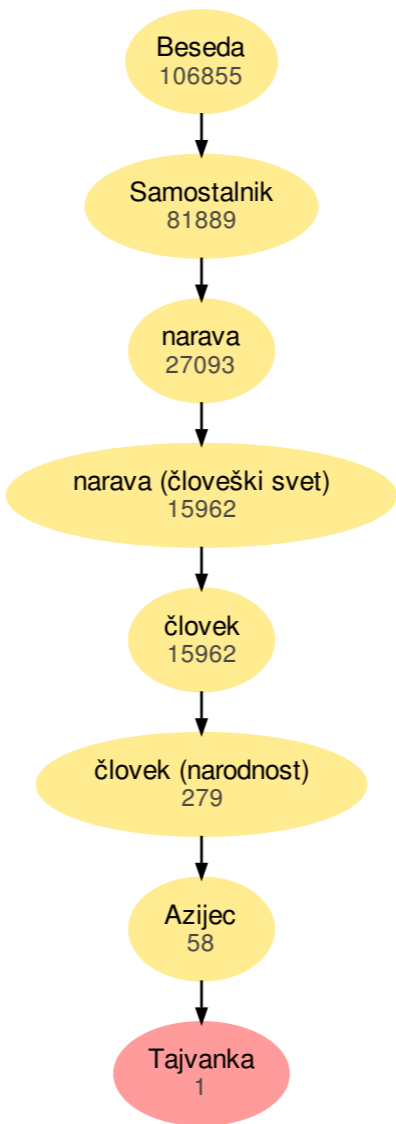 Beseda
106855
Samostalnik
81889
narava
27093
narava (človeški svet)
15962
človek
15962
človek (narodnost)
279
Azijec
58
Tajvanka
1